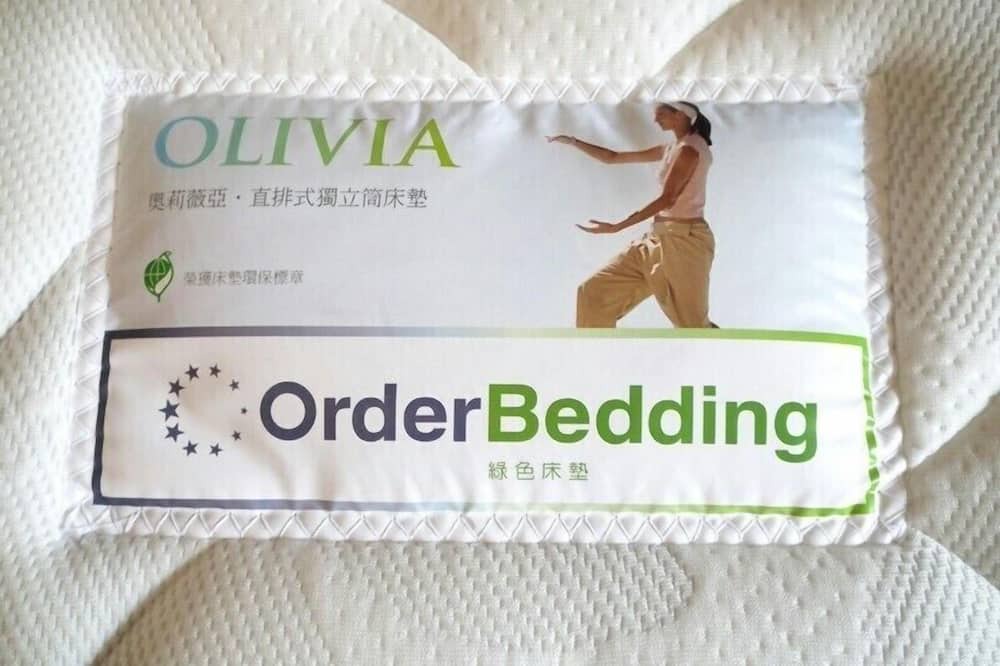 OLIVIA
奧莉薇亞・直排式獨立筒床墊
榮獲床墊環保標章
OrderBedding
綠色床墊